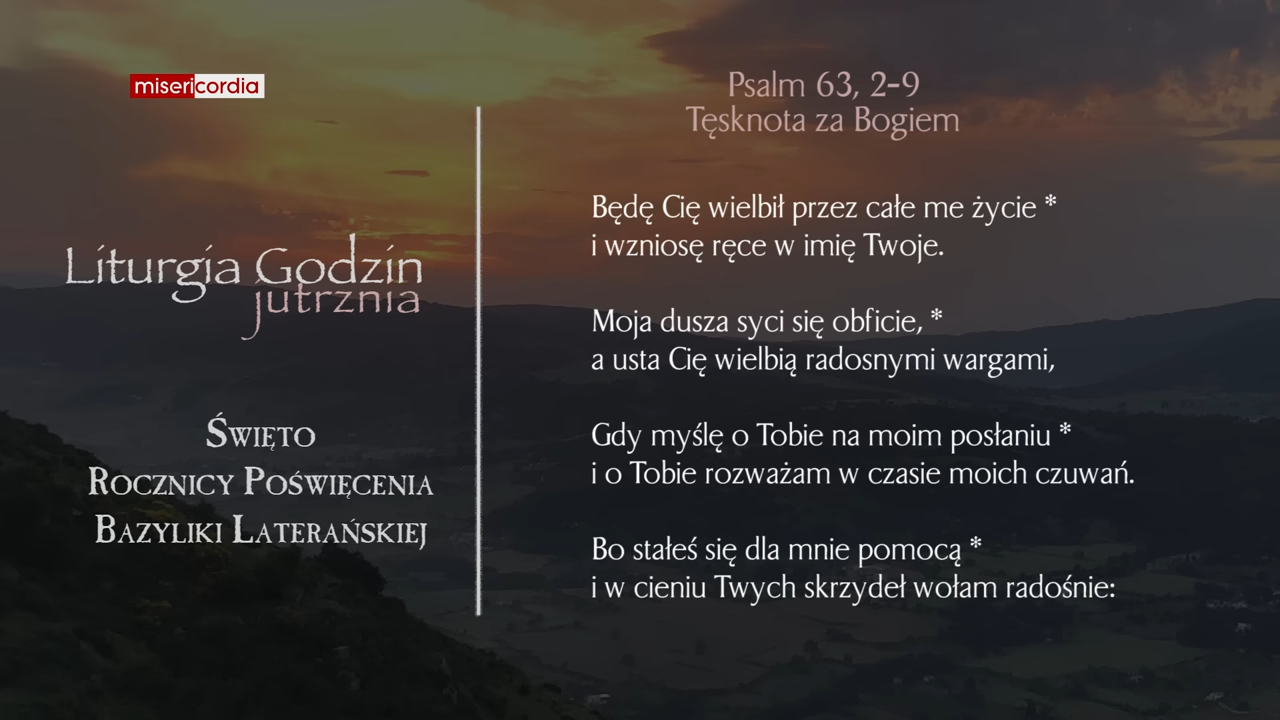 misericordia
Liturgia Godzin
jutrznia
Święto
Rocznicy Poświęcenia
Bazyliki Laterańskiej
Psalm 63, 2-9
Tęsknota za Bogiem
Będę Cię wielbił przez całe me życie *
i wzniosę ręce w imię Twoje.
Moja dusza syci się obficie, *
a usta Cię wielbią radosnymi wargami,
Gdy myślę o Tobie na moim posłaniu *
i o Tobie rozważam w czasie moich czuwań.
Bo stałeś się dla mnie pomocą *
i w cieniu Twych skrzydeł wołam radośnie: